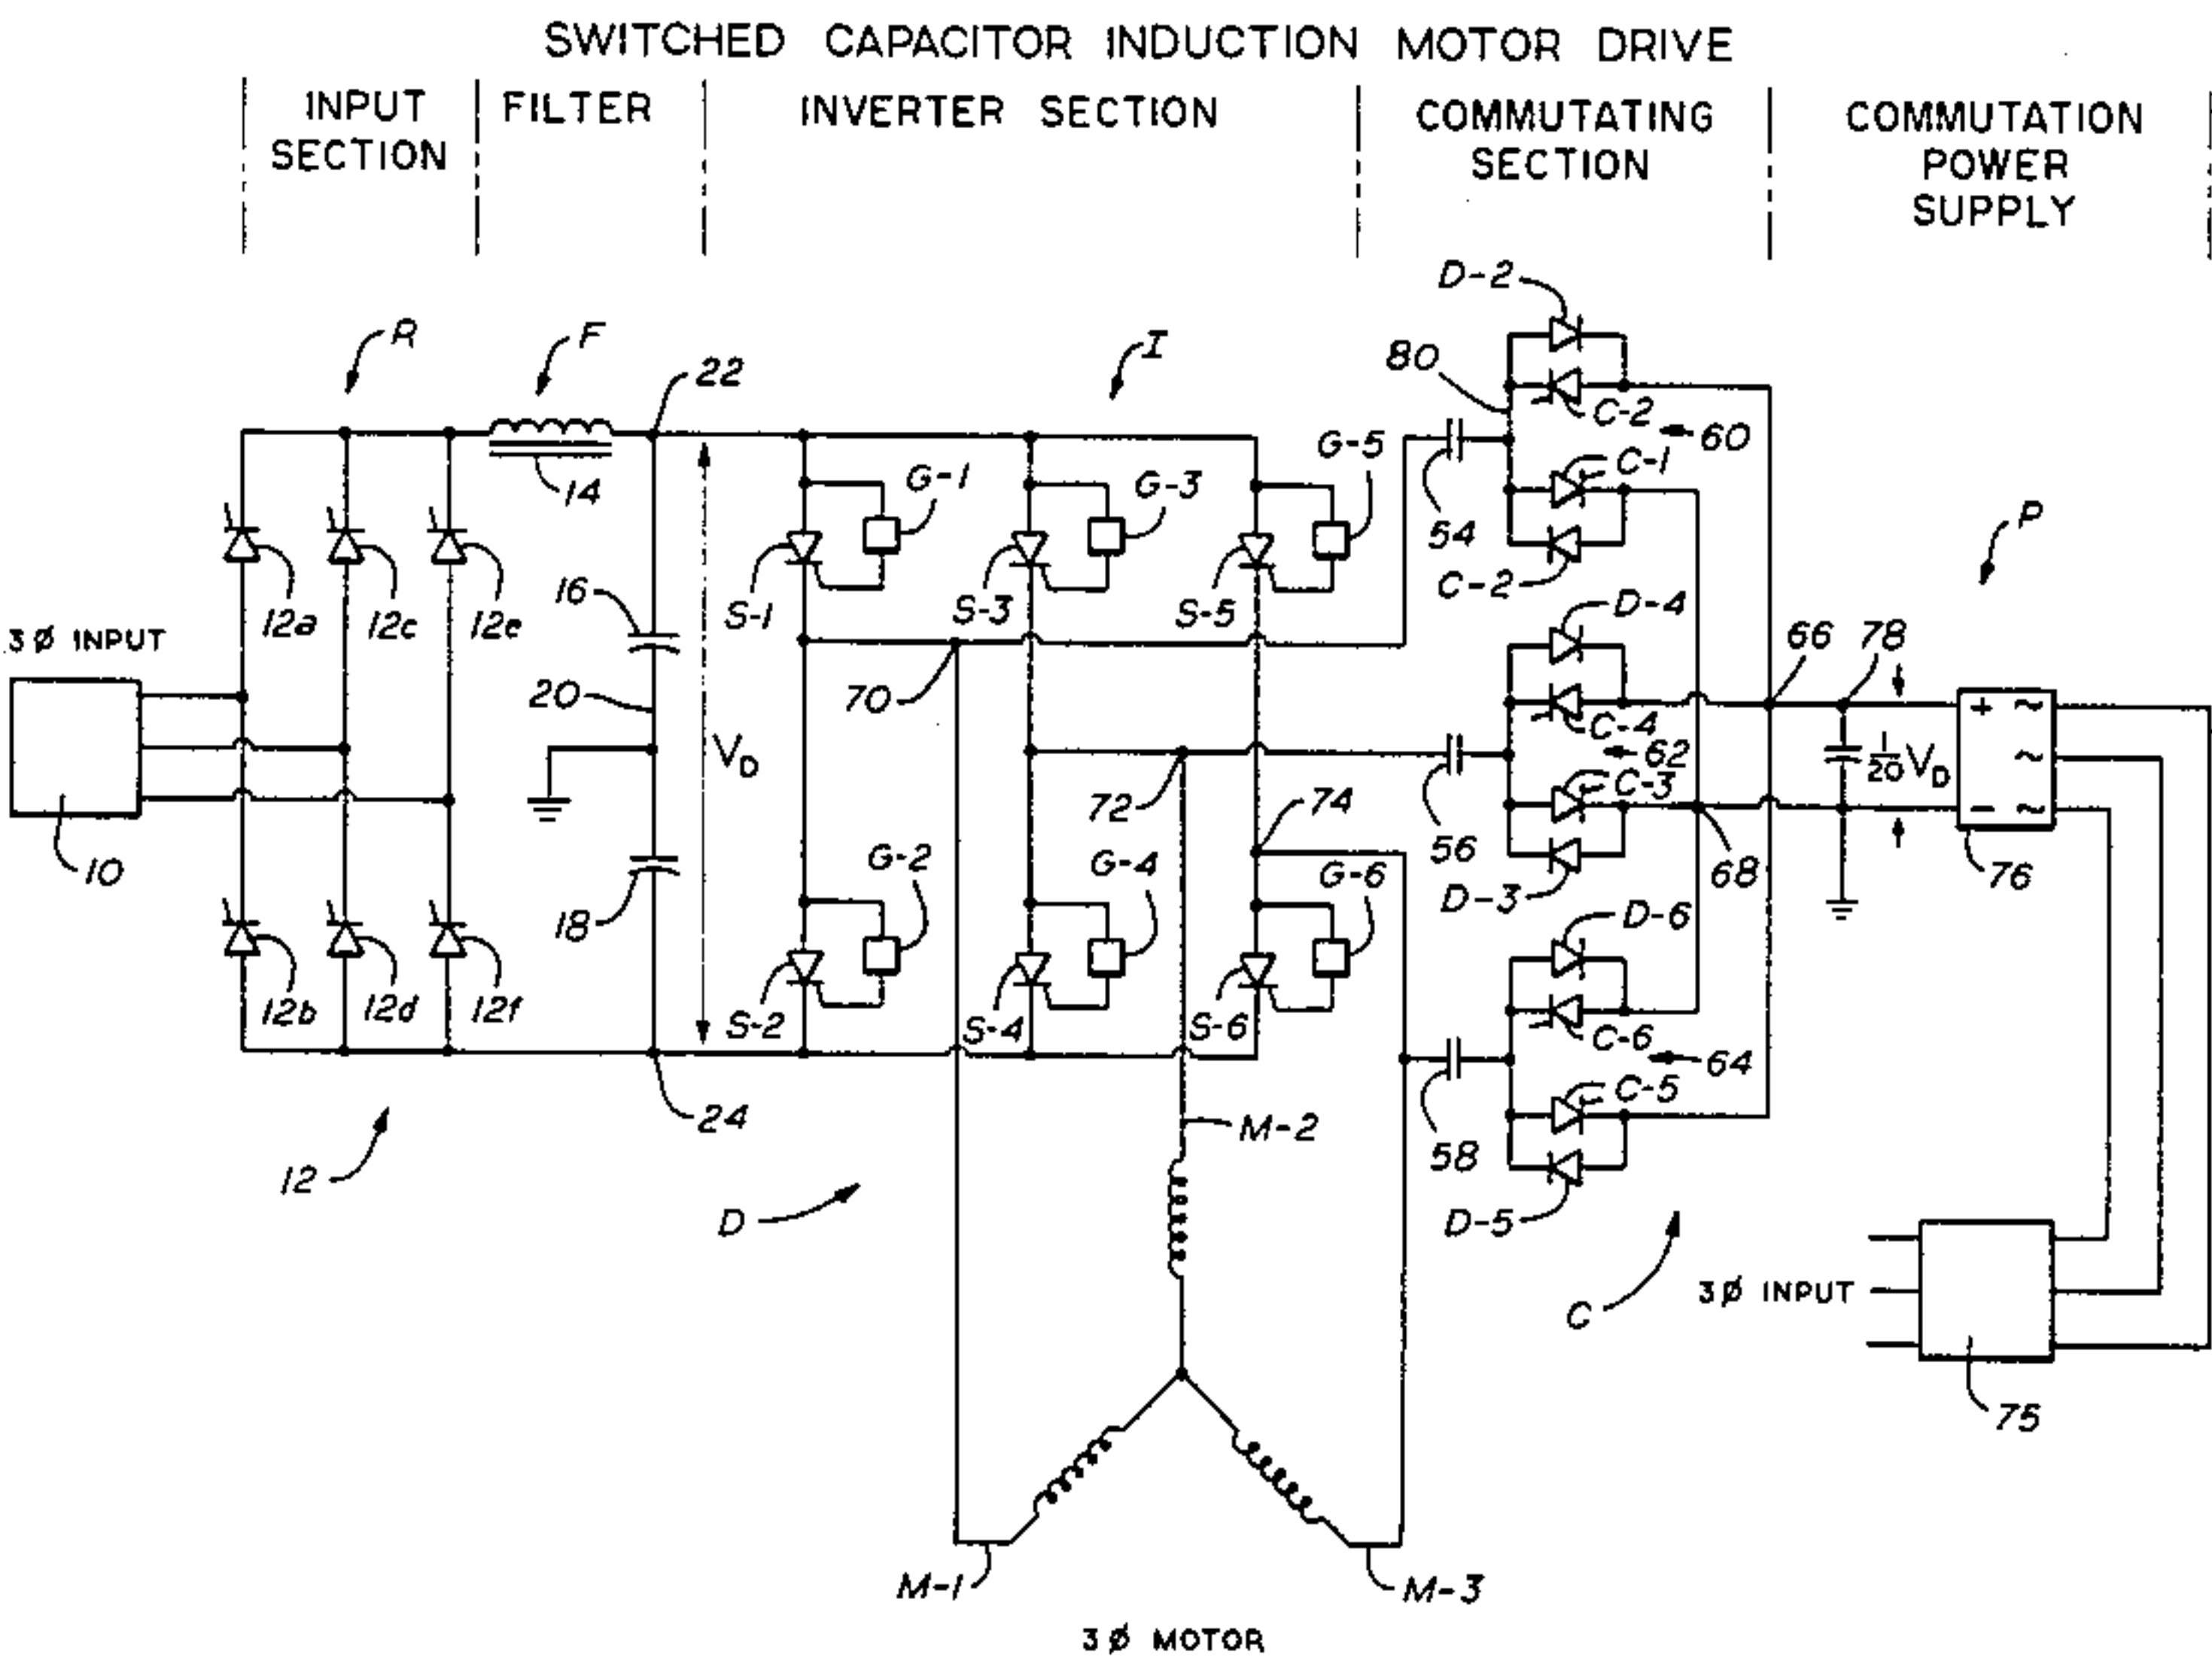 SWITCHED CAPACITOR INDUCTION MOTOR DRIVE
INPUT SECTION
FILTER
INVERTER SECTION
COMMUTATING SECTION
COMMUTATION POWER SUPPLY
D-2
R
F
22
I
80
C-2
60
14
G-1
G-3
G-5
C-1
54
P
12a
12c
12e
16
S-1
S-3
S-5
C-2
D-4
3Ø INPUT
20
70
66
78
C-4
+ ~
V_D
62
1/20 V_D
~
C-3
72
74
- ~
10
56
68
76
G-2
G-4
G-6
D-3
D-6
18
12b
12d
12f
S-2
S-4
S-6
C-6
64
C-5
24
M-2
58
12
D
D-5
C
3Ø INPUT
75
M-1
M-3
3Ø MOTOR